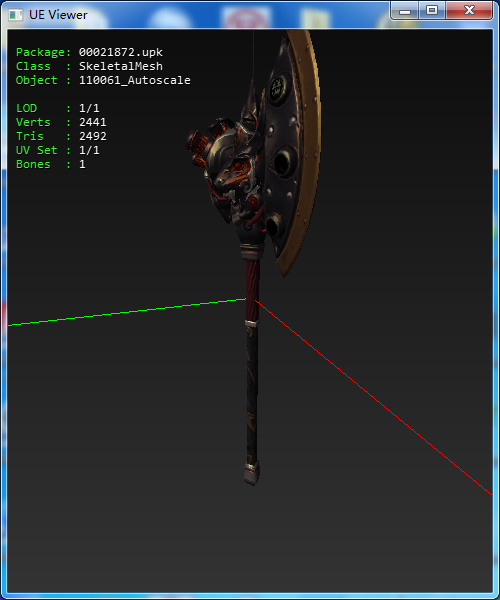 UE Viewer
Package: 00021872.upk
Class  : SkeletalMesh
Object : 110061_Autoscale
LOD    : 1/1
Verts  : 2441
Tris   : 2492
UV Set : 1/1
Bones  : 1